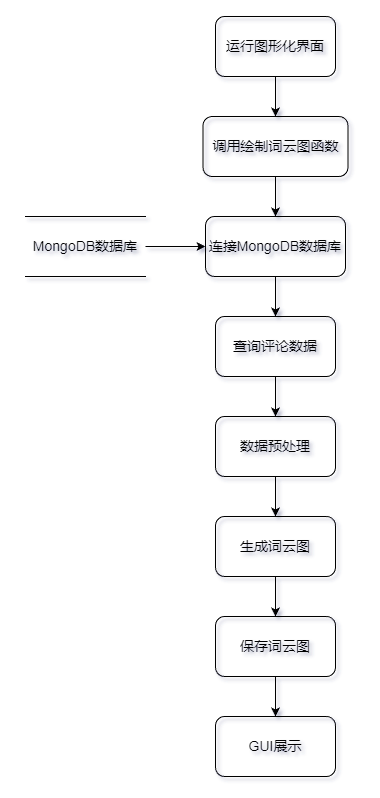 运行图形化界面
调用绘制词云图函数
MongoDB数据库
连接MongoDB数据库
查询评论数据
数据预处理
生成词云图
保存词云图
GUI展示